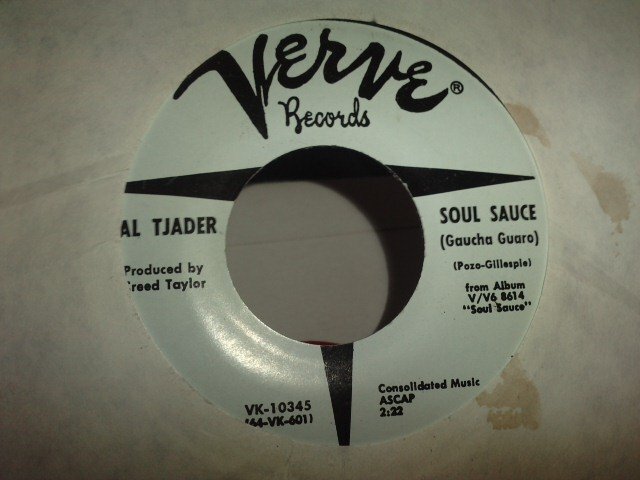 Verve®
Records
AL TJADER
SOUL SAUCE
(Gaucha Guaro)
(Pozo-Gillespie)
Produced by
reed Taylor
from Album
V/V6 8614
"Soul Sauce"
Consolidated Music
ASCAP
2:22
VK-10345
(44-VK-601)